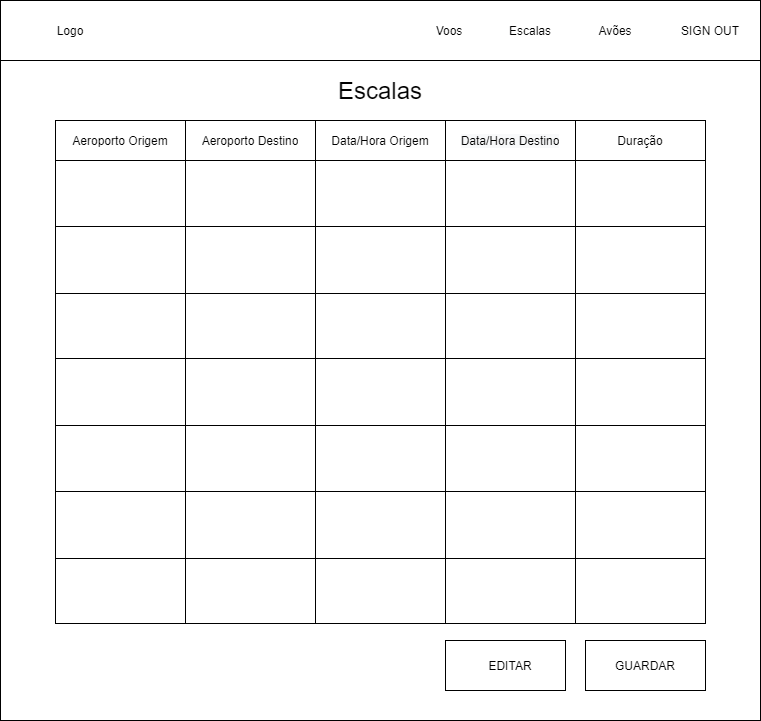 Logo Voos Escalas Avões SIGN OUT
Escalas
Aeroporto Origem Aeroporto Destino Data/Hora Origem Data/Hora Destino Duração
EDITAR GUARDAR